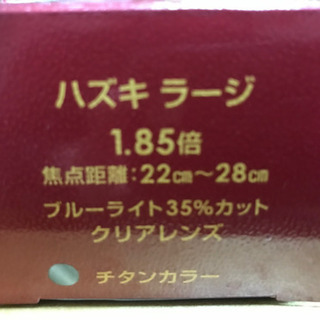 ハズキ ラージ
1.85倍
焦点距離:22㎝〜28㎝
ブルーライト35%カット
クリアレンズ
チタンカラー